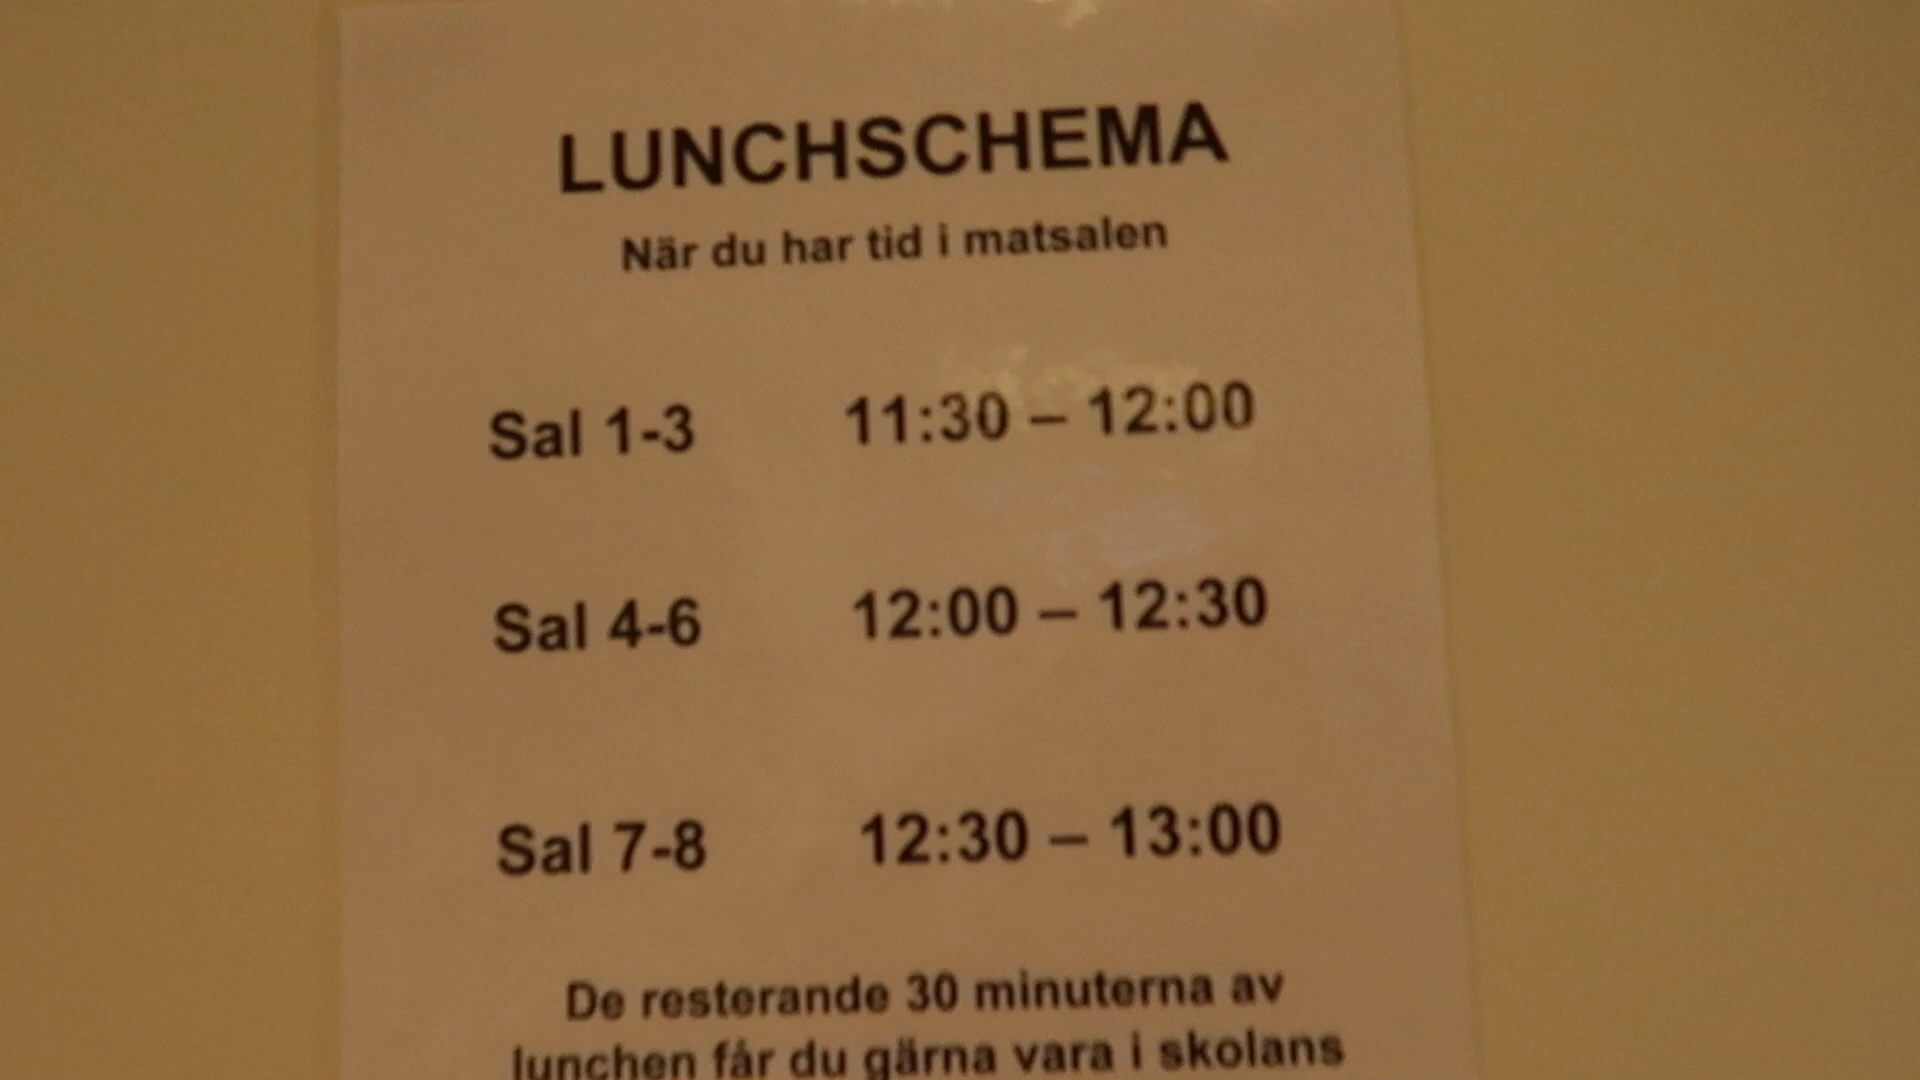 LUNCHSCHEMA
När du har tid i matsalen
Sal 1-3 11:30 – 12:00
Sal 4-6 12:00 – 12:30
Sal 7-8 12:30 – 13:00
De resterande 30 minuterna av
lunchen får du gärna vara i skolans